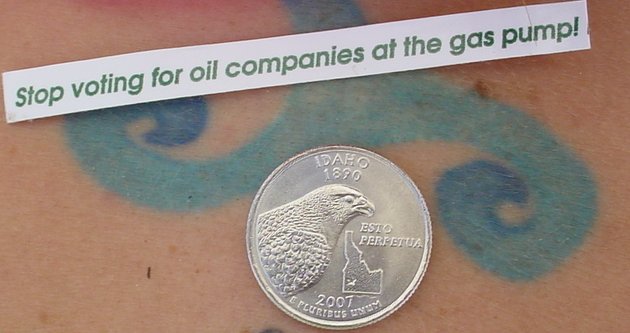 Stop voting for oil companies at the gas pump!
IDAHO
1890
ESTO
PERPETUA
2007
E PLURIBUS UNUM